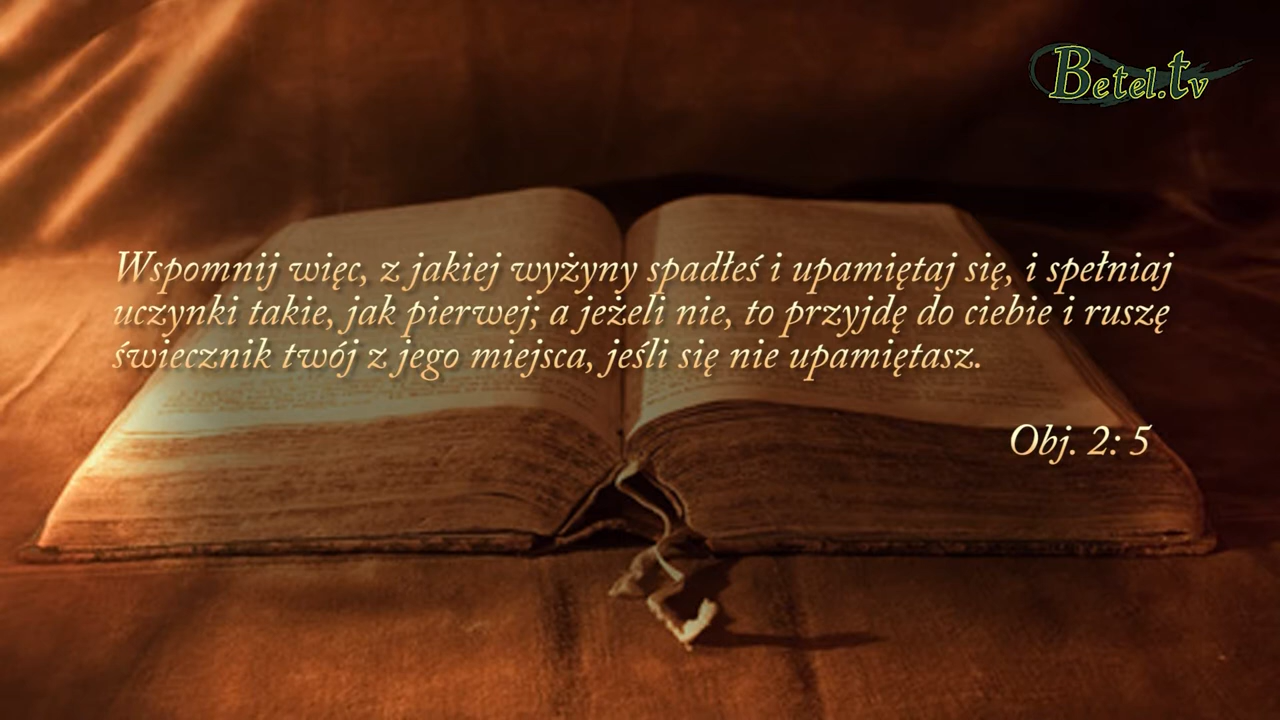 Betel.tv
Wspomnij więc, z jakiej wyżyny spadłeś i upamiętaj się, i spełniaj
uczynki takie, jak pierwej; a jeżeli nie, to przyjdę do ciebie i ruszę
świecznik twój z jego miejsca, jeśli się nie upamiętasz.
Obj. 2: 5